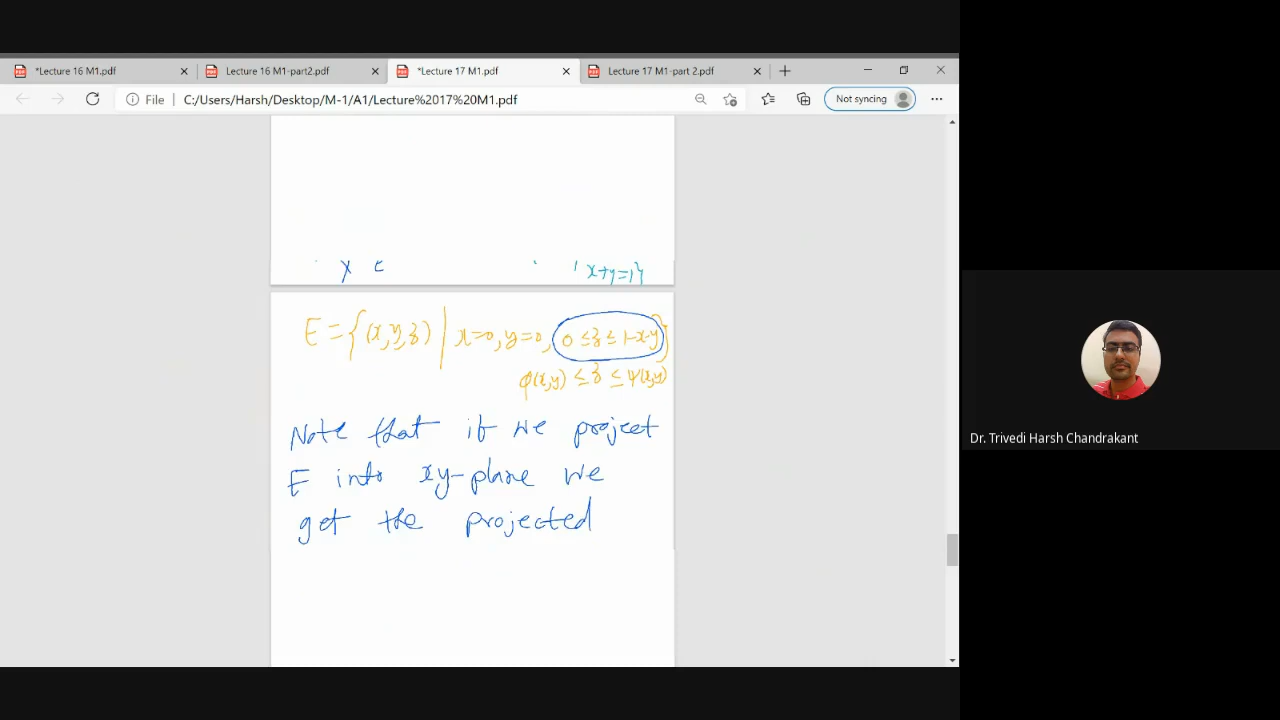 *Lecture 16 M1.pdf
Lecture 16 M1-part2.pdf
*Lecture 17 M1.pdf
Lecture 17 M1-part 2.pdf
File
C:/Users/Harsh/Desktop/M-1/A1/Lecture%2017%20M1.pdf
Not syncing
x+y=1}
E = {(x,y,z) | x=0, y=0, 0 ≤ z ≤ 1-x-y}
φ(x,y) ≤ z ≤ ψ(x,y)
Note that if we project
E into xy-plane we
get the projected
Dr. Trivedi Harsh Chandrakant